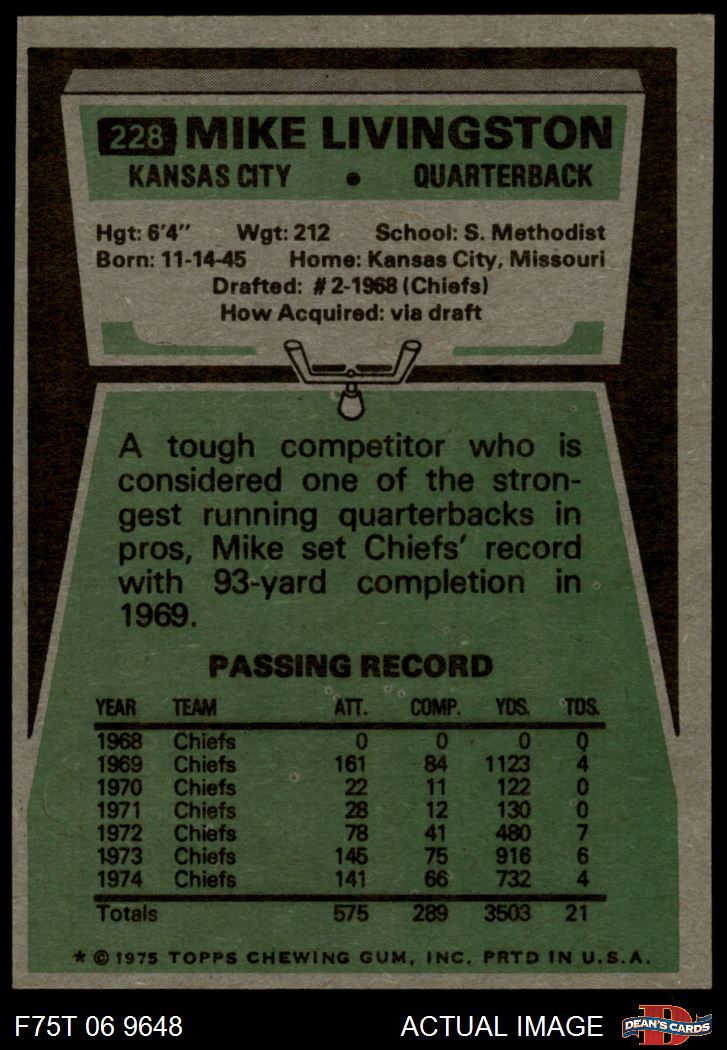 228 MIKE LIVINGSTON
KANSAS CITY • QUARTERBACK
Hgt: 6'4" Wgt: 212 School: S. Methodist
Born: 11-14-45 Home: Kansas City, Missouri
Drafted: #2-1968 (Chiefs)
How Acquired: via draft
A tough competitor who is
considered one of the stron-
gest running quarterbacks in
pros, Mike set Chiefs' record
with 93-yard completion in
1969.
PASSING RECORD
YEAR TEAM ATT. COMP. YDS. TDS.
1968 Chiefs 0 0 0 0
1969 Chiefs 161 84 1123 4
1970 Chiefs 22 11 122 0
1971 Chiefs 28 12 130 0
1972 Chiefs 78 41 480 7
1973 Chiefs 145 75 916 6
1974 Chiefs 141 66 732 4
Totals 575 289 3503 21
* © 1975 TOPPS CHEWING GUM, INC. PRTD IN U.S.A.
F75T 06 9648 ACTUAL IMAGE DEAN'S CARDS